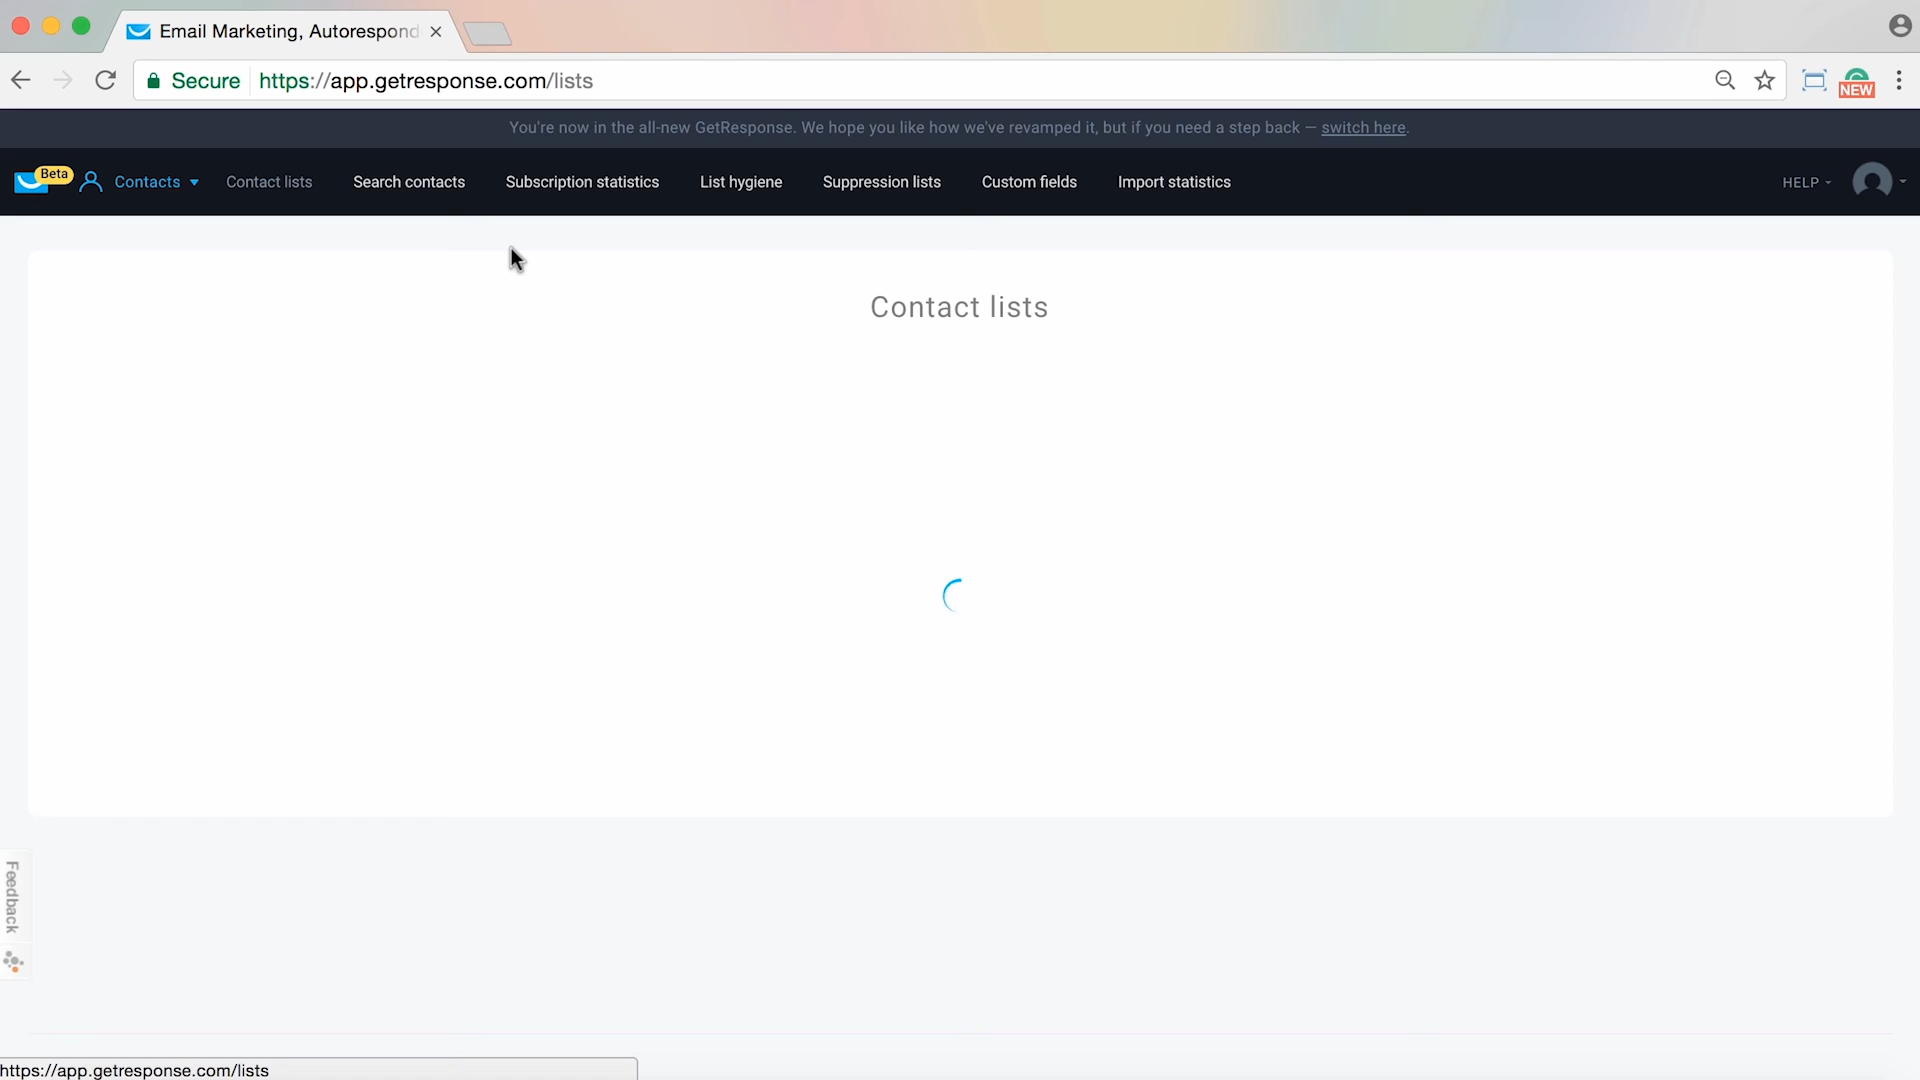 Email Marketing, Autorespond
Secure https://app.getresponse.com/lists
NEW
You're now in the all-new GetResponse. We hope you like how we've revamped it, but if you need a step back — switch here.
Beta Contacts Contact lists Search contacts Subscription statistics List hygiene Suppression lists Custom fields Import statistics HELP
Contact lists
Feedback
https://app.getresponse.com/lists